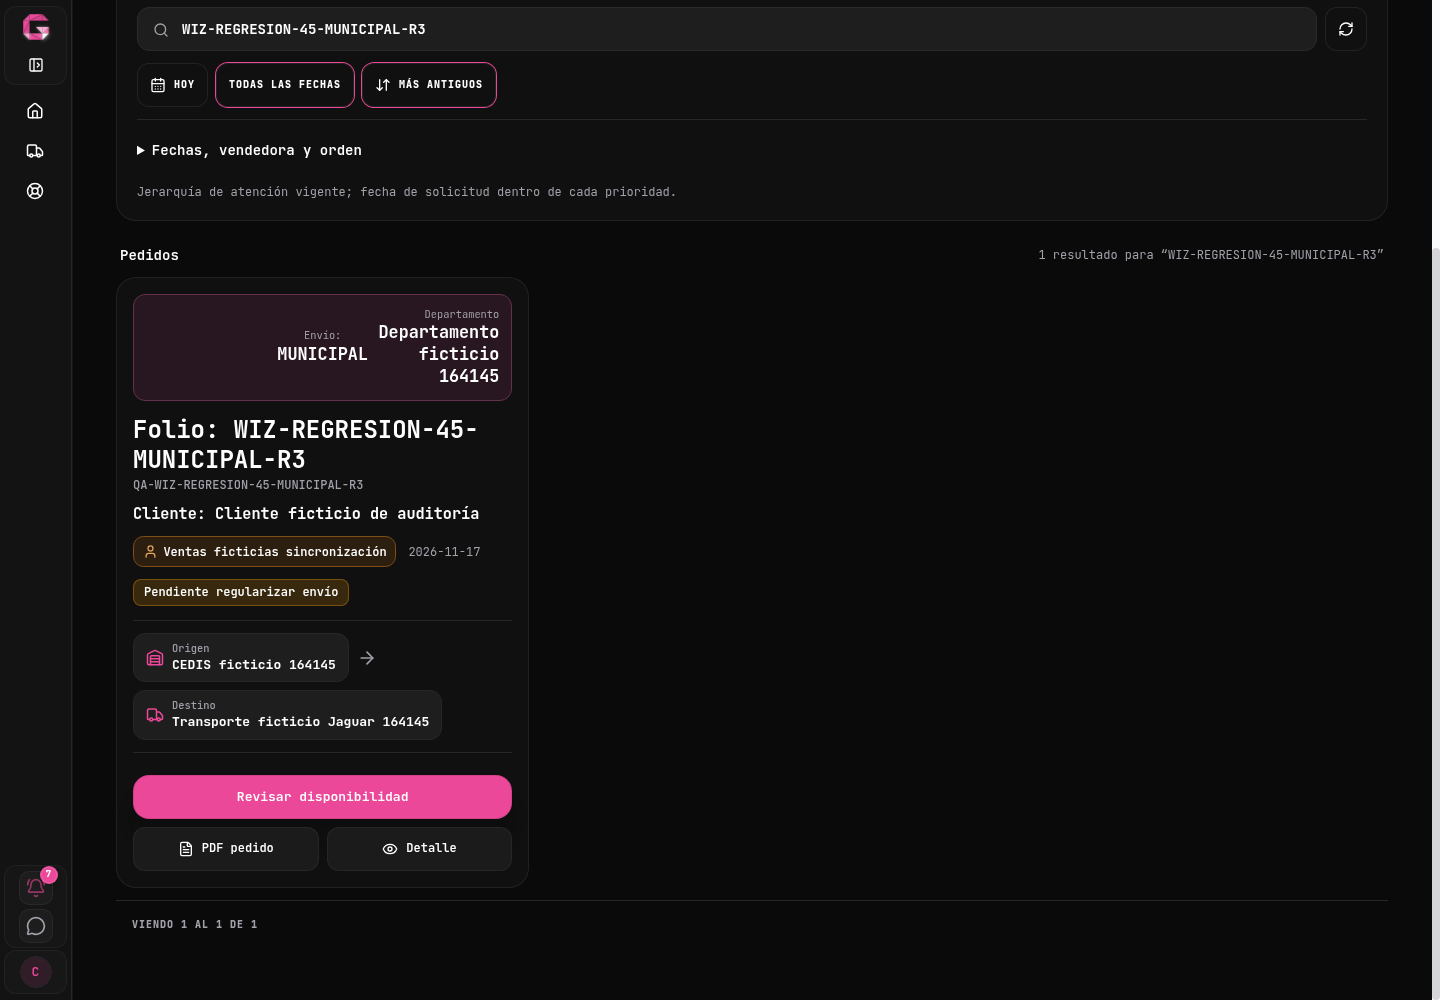 WIZ-REGRESION-45-MUNICIPAL-R3
HOY
TODAS LAS FECHAS
MÁS ANTIGUOS
Fechas, vendedora y orden
Jerarquía de atención vigente; fecha de solicitud dentro de cada prioridad.
Pedidos
1 resultado para “WIZ-REGRESION-45-MUNICIPAL-R3”
Envío:
MUNICIPAL
Departamento
Departamento
ficticio
164145
Folio: WIZ-REGRESION-45-
MUNICIPAL-R3
QA-WIZ-REGRESION-45-MUNICIPAL-R3
Cliente: Cliente ficticio de auditoría
Ventas ficticias sincronización
2026-11-17
Pendiente regularizar envío
Origen
CEDIS ficticio 164145
Destino
Transporte ficticio Jaguar 164145
Revisar disponibilidad
PDF pedido
Detalle
VIENDO 1 AL 1 DE 1
7
C